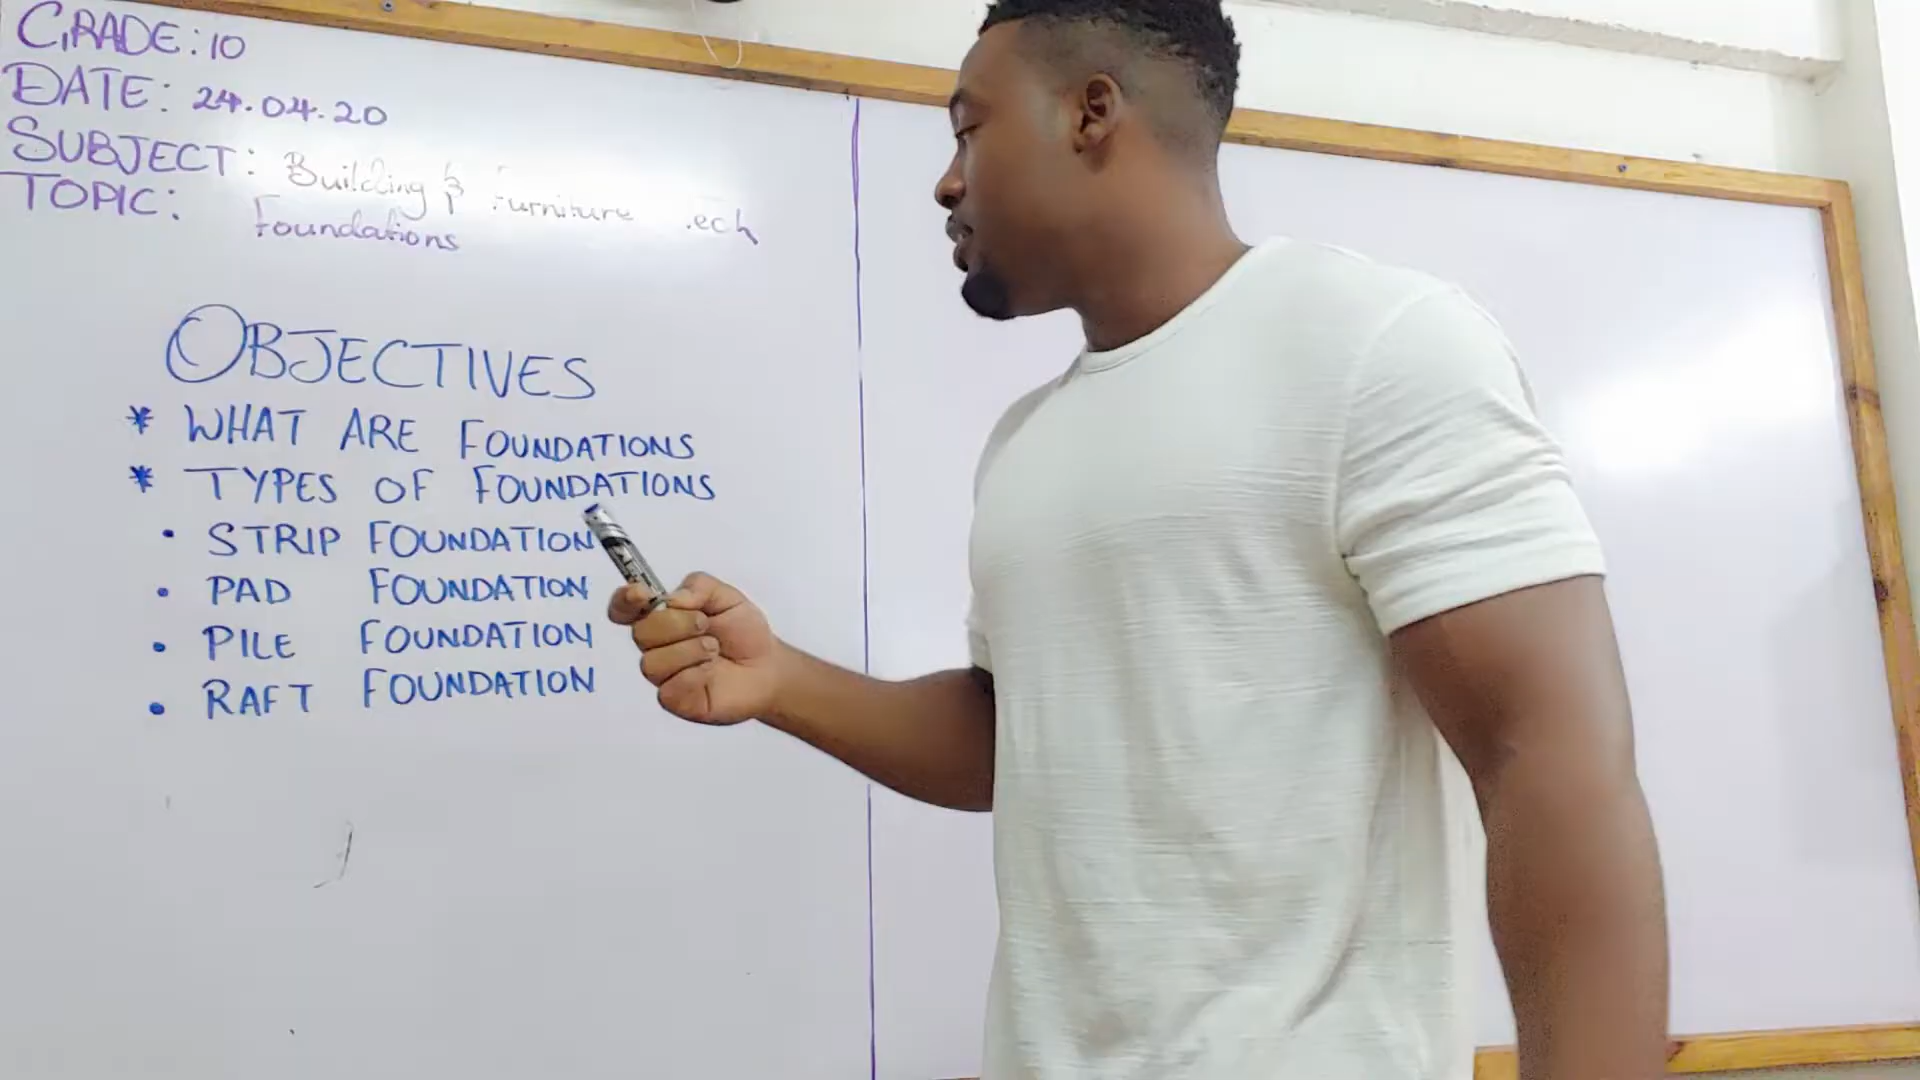 GRADE: 10
DATE: 24.04.20
SUBJECT: Building & Furniture Tech
TOPIC: Foundations
OBJECTIVES
* WHAT ARE FOUNDATIONS
* TYPES OF FOUNDATIONS
• STRIP FOUNDATION
• PAD FOUNDATION
• PILE FOUNDATION
• RAFT FOUNDATION